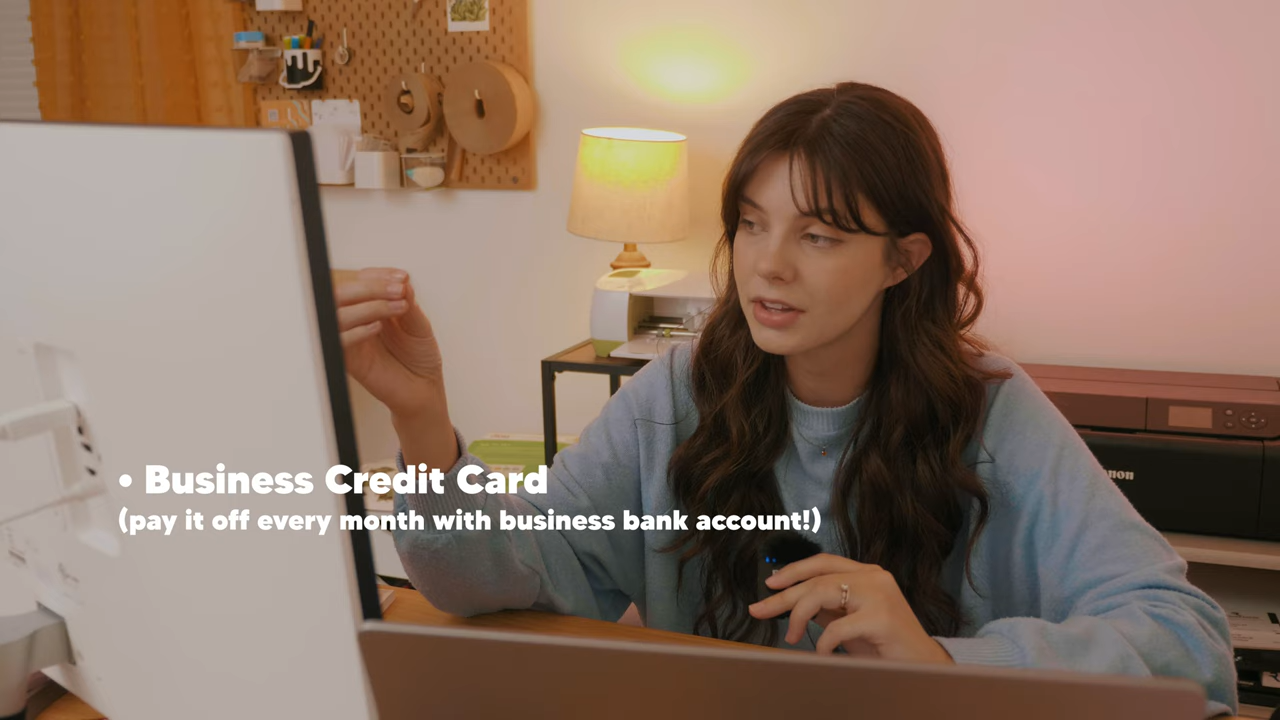 • Business Credit Card
(pay it off every month with business bank account!)